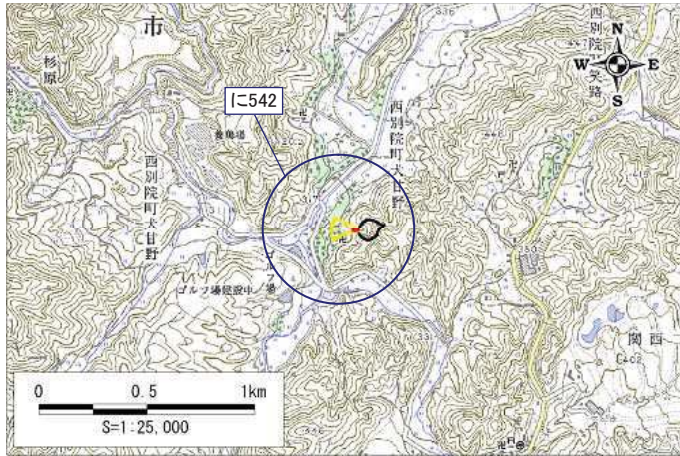 市
杉原
西別院町
笑路
N
W E
S
に542
養鶏場
西別院町犬甘野
西別院町犬甘野
ゴルフ場
ゴルフ場建設中
関西
0 0.5 1km
S=1:25,000